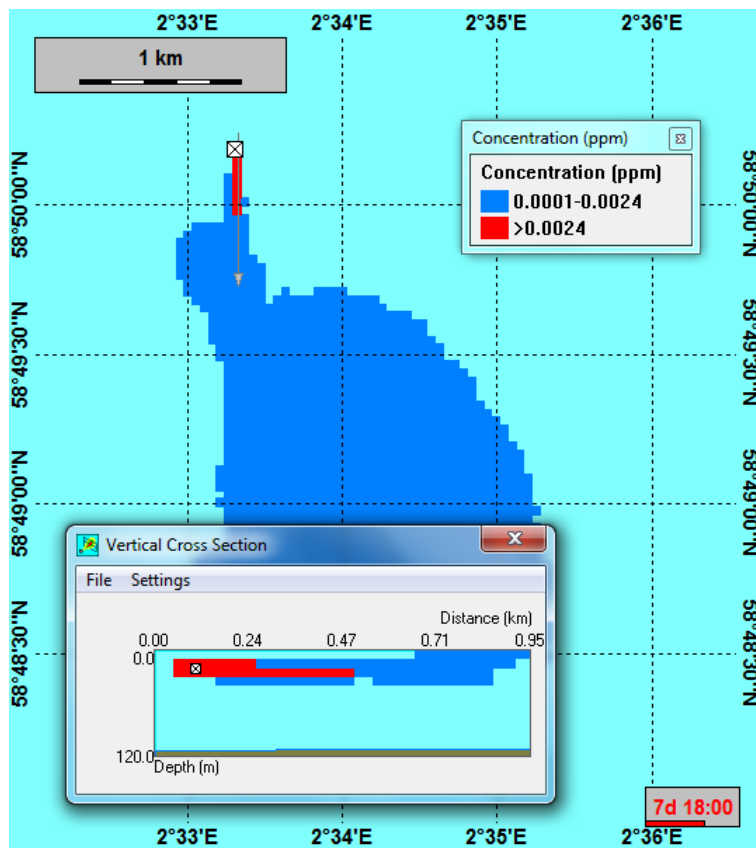 2°33'E 2°34'E 2°35'E 2°36'E
1 km
Concentration (ppm)
Concentration (ppm)
0.0001-0.0024
>0.0024
58°50'00"N 58°50'00"N
58°49'30"N 58°49'30"N
58°49'00"N 58°49'00"N
58°48'30"N 58°48'30"N
Vertical Cross Section
File Settings
Distance (km)
0.00 0.24 0.47 0.71 0.95
0.0
120.0
Depth (m)
7d 18:00
2°33'E 2°34'E 2°35'E 2°36'E